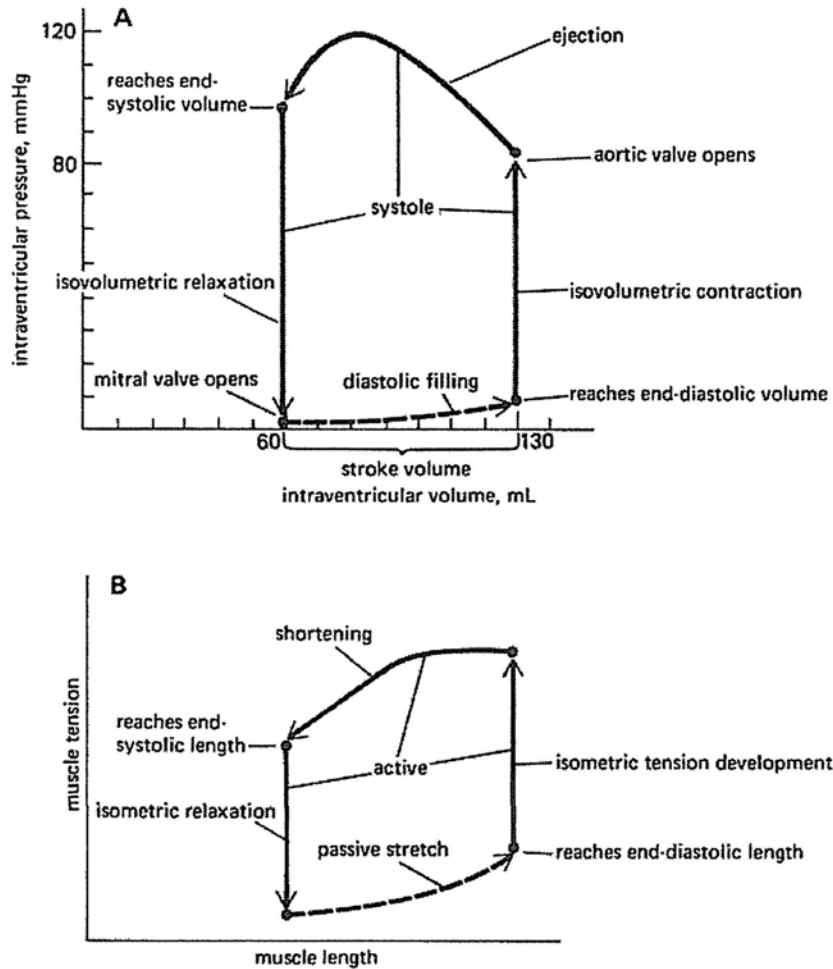 A
120
ejection
reaches end-
systolic volume
aortic valve opens
80
intraventricular pressure, mmHg
systole
isovolumetric relaxation
isovolumetric contraction
mitral valve opens
diastolic filling
reaches end-diastolic volume
60
130
stroke volume
intraventricular volume, mL
B
shortening
reaches end-
systolic length
muscle tension
active
isometric tension development
isometric relaxation
passive stretch
reaches end-diastolic length
muscle length